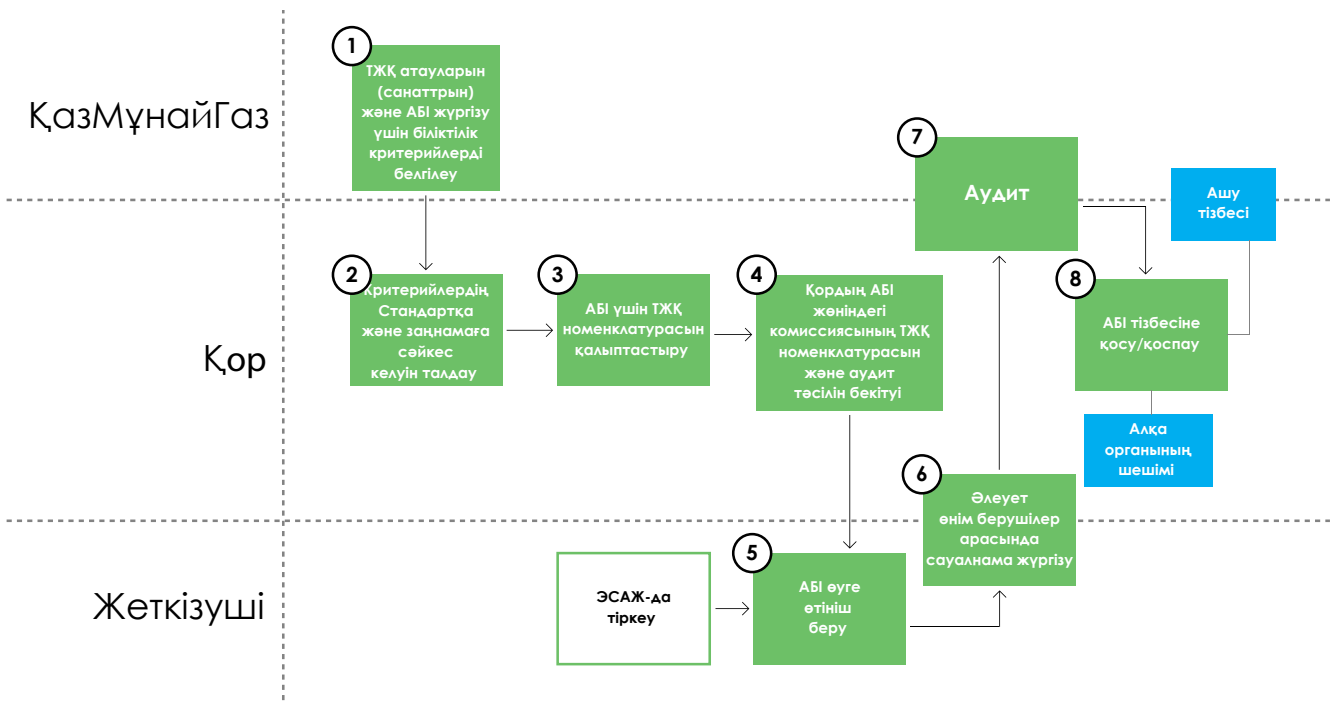 ҚазМұнайГаз
1
ТЖҚ атауларын
(санаттрын)
және АБІ жүргізу
үшін біліктілік
критерийлерді
белгілеу
7
Аудит
Ашу
тізбесі
Қор
2
критерийлердің
Стандартқа
және заңнамаға
сәйкес
келуін талдау
3
АБІ үшін ТЖҚ
номенклатурасын
қалыптастыру
4
Қордың АБІ
жөніндегі
комиссиясының ТЖҚ
номенклатурасын
және аудит
тәсілін бекітуі
8
АБІ тізбесіне
қосу/қоспау
Алқа
органының
шешімі
6
Әлеует
өнім берушілер
арасында
сауалнама жүргізу
Жеткізуші
ЭСАЖ-да
тіркеу
5
АБІ өуге
өтініш
беру